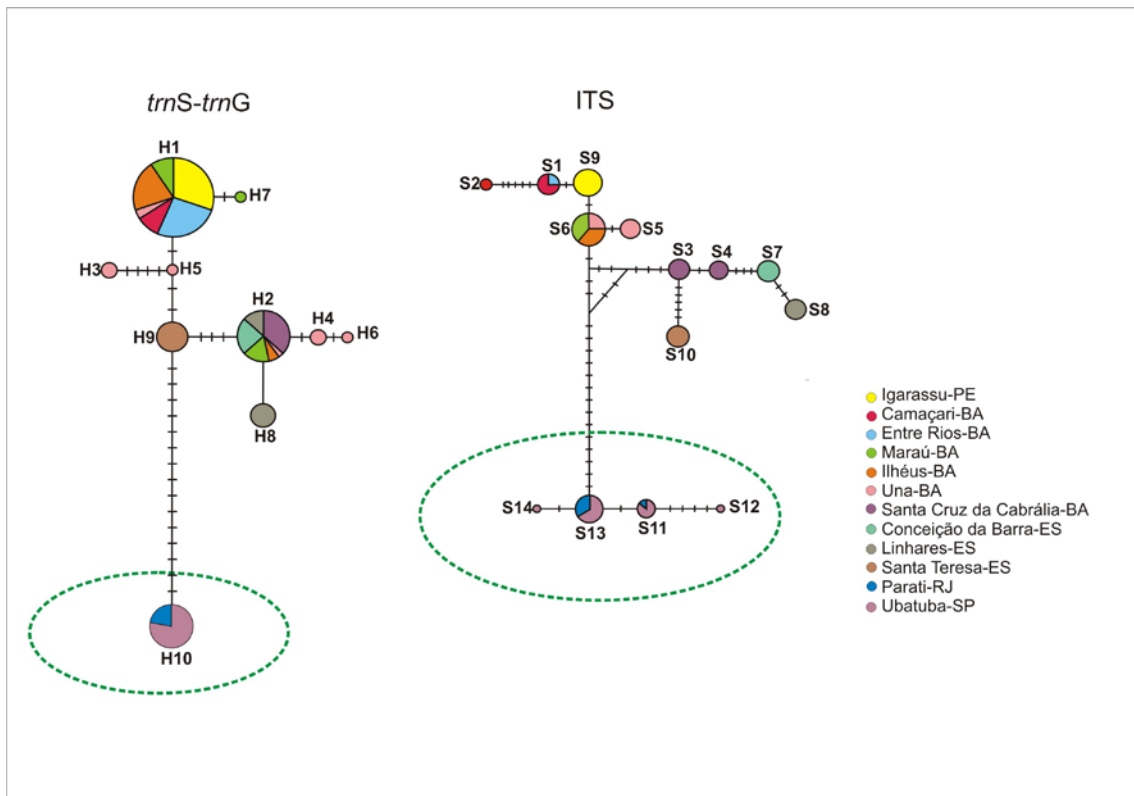 trnS-trnG
ITS
H1
H7
H3
H5
H2
H9
H4
H6
H8
H10
S2
S1
S9
S6
S5
S3
S4
S7
S8
S10
S14
S13
S11
S12
Igarassu-PE
Camaçari-BA
Entre Rios-BA
Maraú-BA
Ilhéus-BA
Una-BA
Santa Cruz da Cabrália-BA
Conceição da Barra-ES
Linhares-ES
Santa Teresa-ES
Parati-RJ
Ubatuba-SP